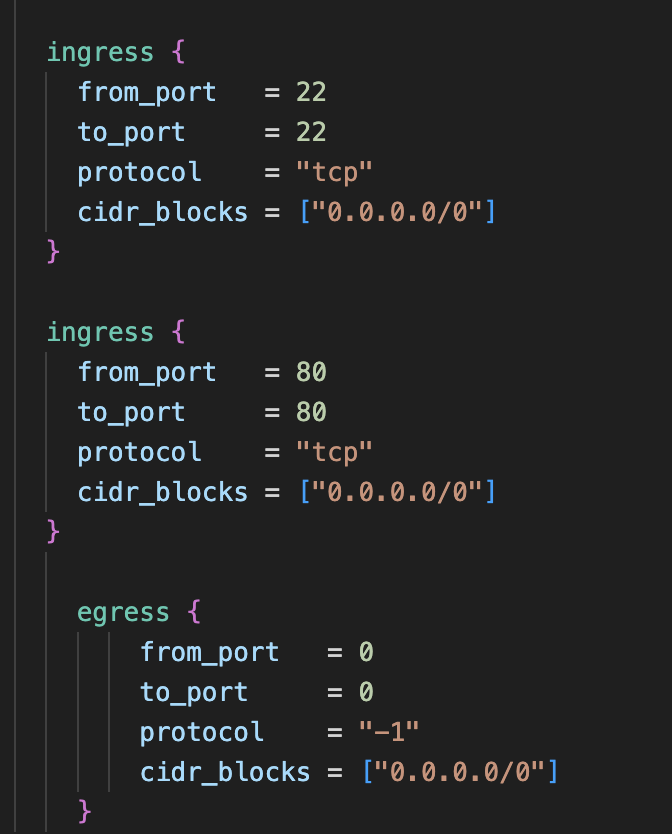 ingress {
  from_port   = 22
  to_port     = 22
  protocol    = "tcp"
  cidr_blocks = ["0.0.0.0/0"]
}
ingress {
  from_port   = 80
  to_port     = 80
  protocol    = "tcp"
  cidr_blocks = ["0.0.0.0/0"]
}
  egress {
      from_port   = 0
      to_port     = 0
      protocol    = "-1"
      cidr_blocks = ["0.0.0.0/0"]
  }